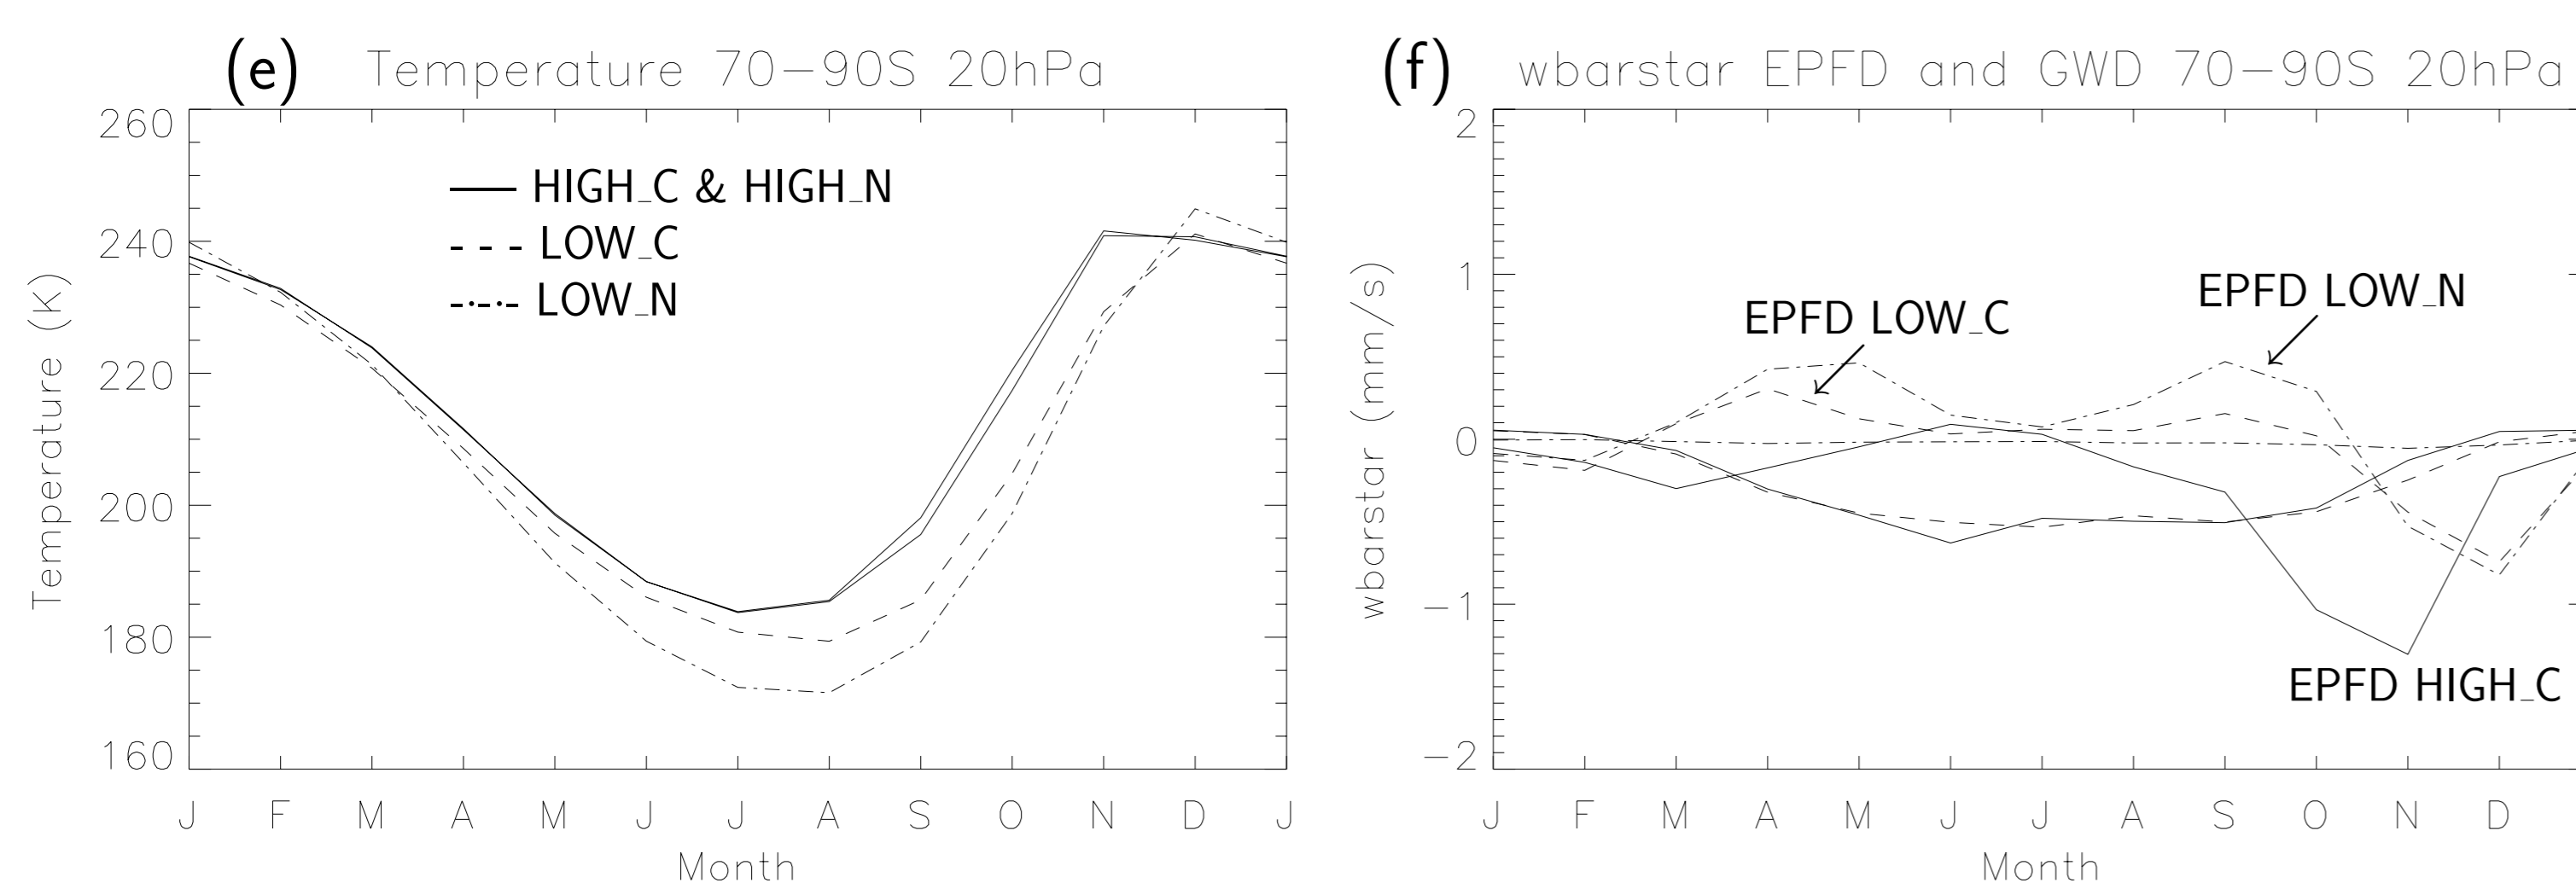 (e) Temperature 70−90S 20hPa
260
240
220
200
180
160
Temperature (K)
HIGH_C & HIGH_N
LOW_C
LOW_N
J F M A M J J A S O N D J
Month
(f) wbarstar EPFD and GWD 70−90S 20hPa
2
1
0
−1
−2
wbarstar (mm/s)
EPFD LOW_C
EPFD LOW_N
EPFD HIGH_C
J F M A M J J A S O N D
Month